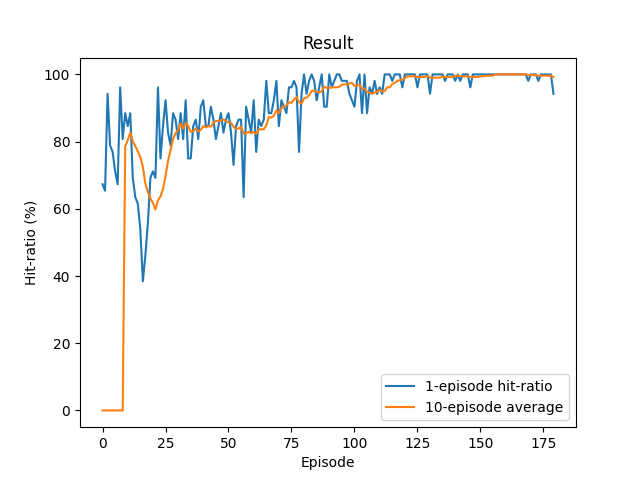 Result
Hit-ratio (%)
100
80
60
40
20
0
0 25 50 75 100 125 150 175
Episode
1-episode hit-ratio
10-episode average